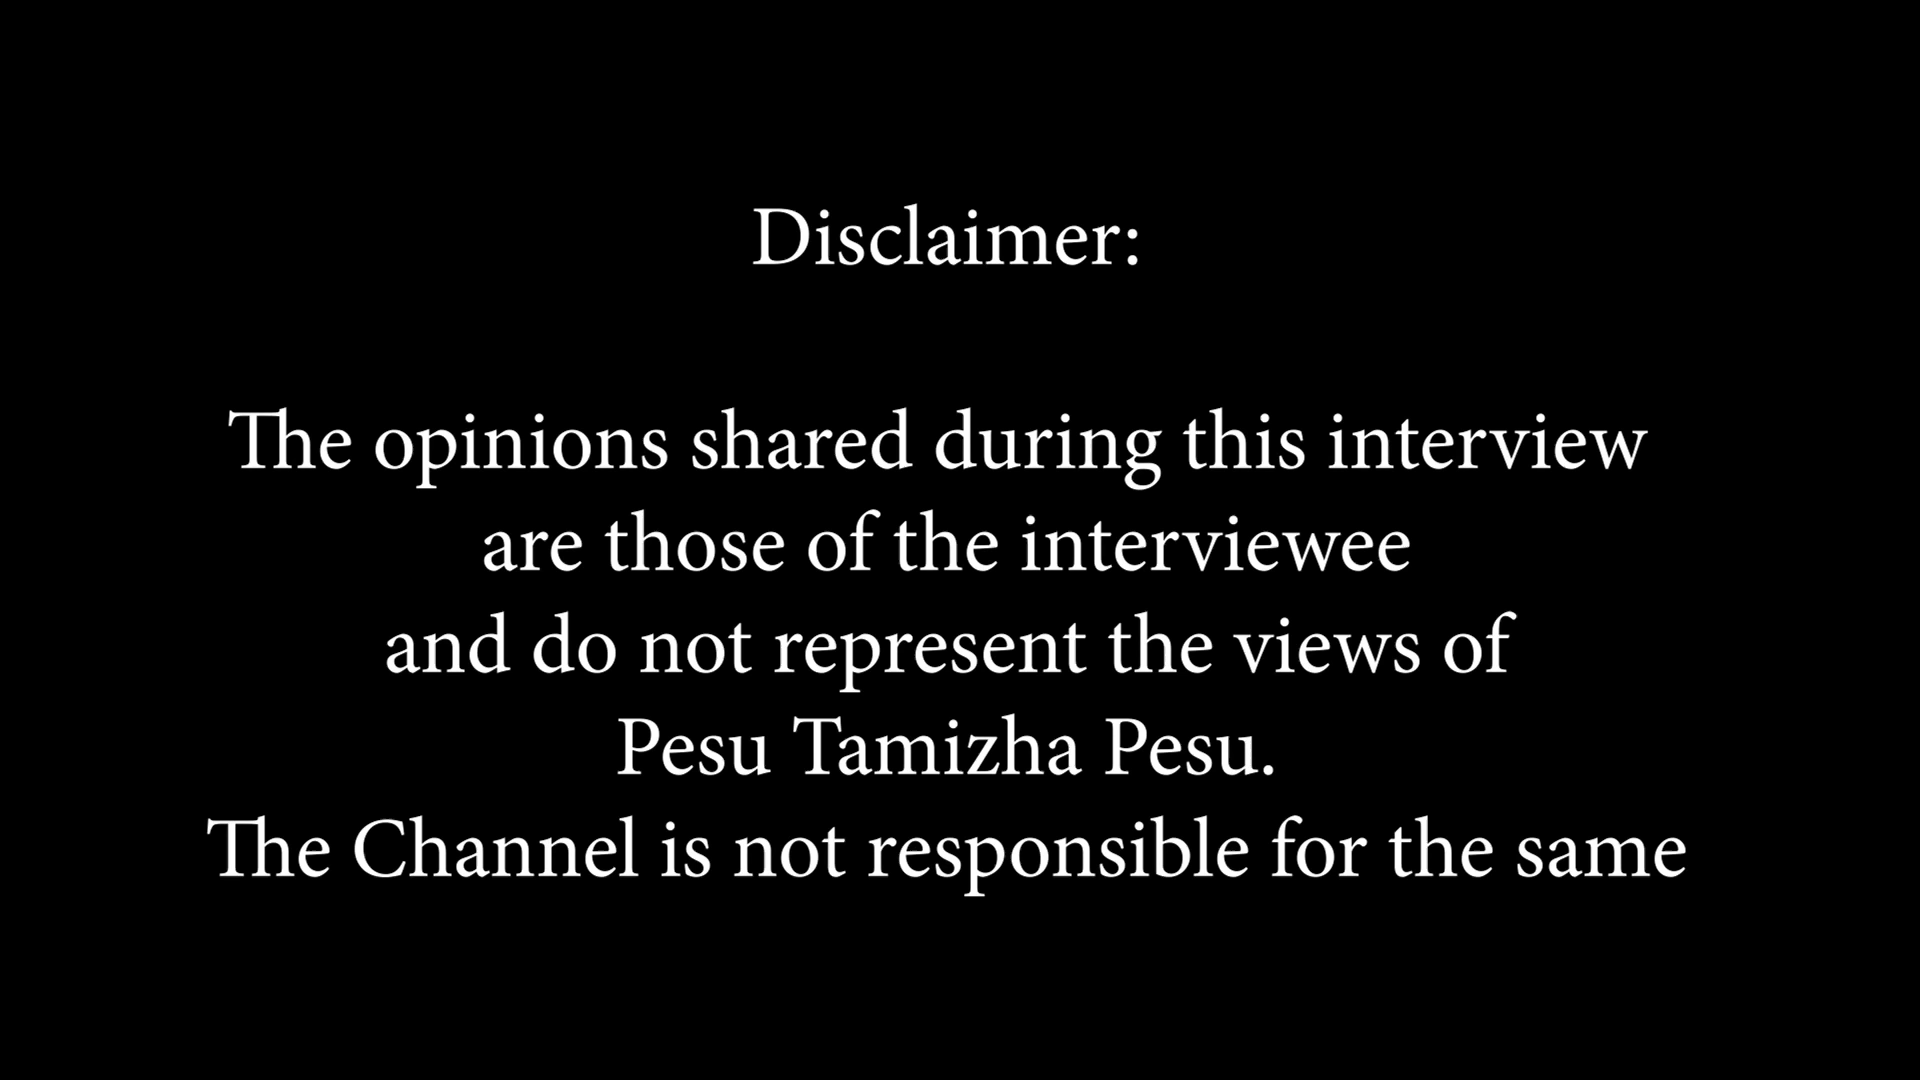 Disclaimer:
The opinions shared during this interview
are those of the interviewee
and do not represent the views of
Pesu Tamizha Pesu.
The Channel is not responsible for the same